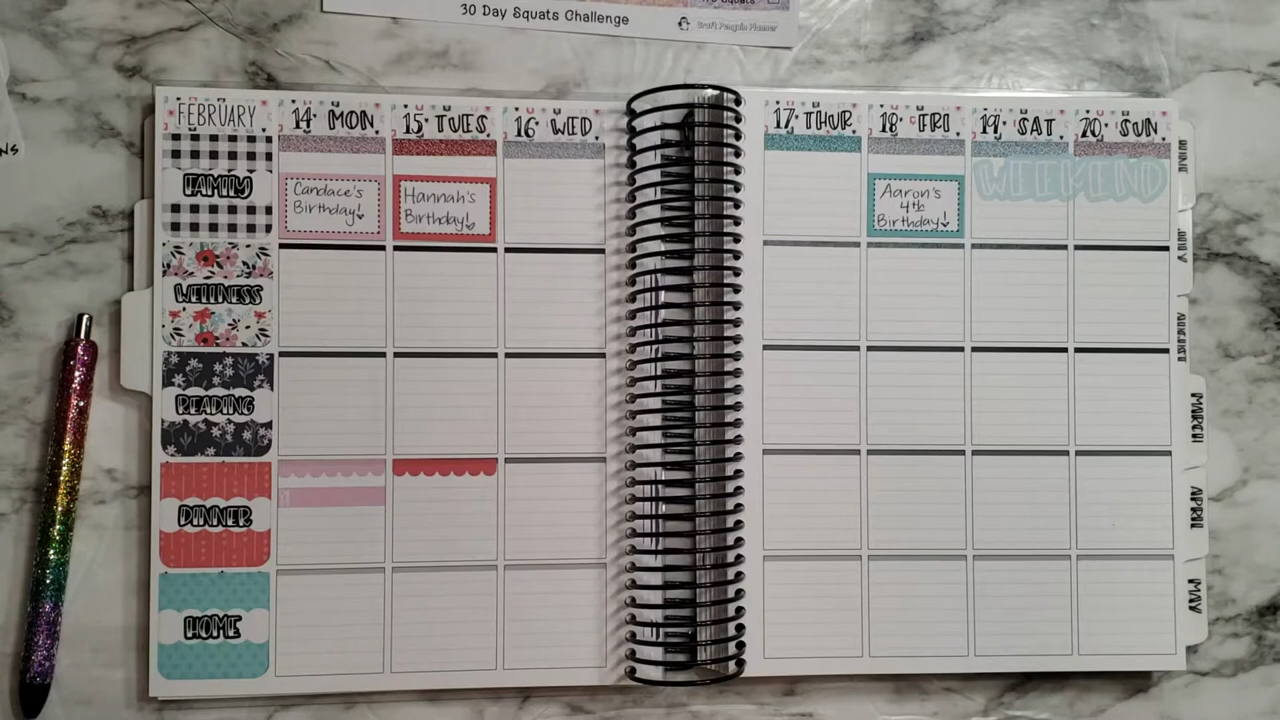 30 Day Squats Challenge
Craft Penguin Planner
NS
FEBRUARY
14 MON
15 TUES
16 WED
17 THUR
18 FRI
19 SAT
20 SUN
FAMILY
Candace's
Birthday!
Hannah's
Birthday!
Aaron's
4th
Birthday!
WEEKEND
WELLNESS
READING
DINNER
HOME
MARCH
APRIL
MAY